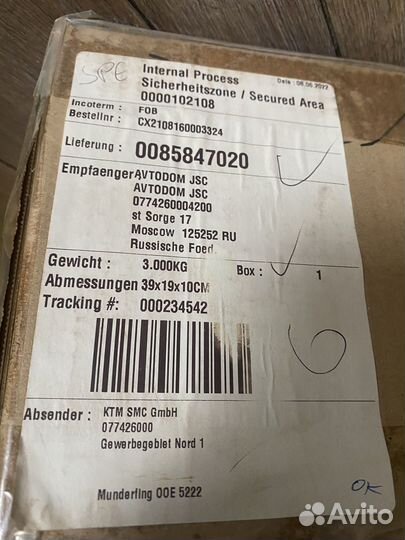 SPE
Internal Process
Date : 08.06.2022
Sicherheitszone / Secured Area
0000102108
Incoterm : FOB
Bestellnr : CX2108160003324
Lieferung : 0085847020
Empfaenger: AVTODOM JSC
AVTODOM JSC
0774260004200
st Sorge 17
Moscow 125252 RU
Russische Foed.
Gewicht : 3.000KG Box : 1
Abmessungen 39x19x10CM
Tracking #: 000234542
Absender : KTM SMC GmbH
077426000
Gewerbegebiet Nord 1
Munderfing OOE 5222
OK
Avito